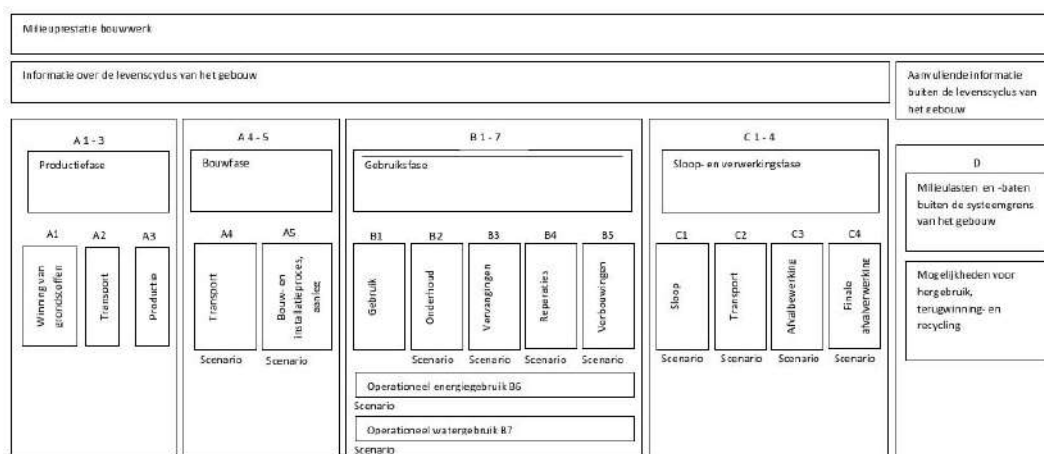 Milieuprestatie bouwwerk
Informatie over de levenscyclus van het gebouw
Aanvullende informatie
buiten de levenscyclus van
het gebouw
A 1 - 3
Productiefase
A1
A2
A3
Winning van
grondstoffen
Transport
Productie
A 4 - 5
Bouwfase
A4
A5
Transport
Bouw- en
installatieproces,
aanleg
Scenario
Scenario
B 1 - 7
Gebruiksfase
B1
B2
B3
B4
B5
Gebruik
Onderhoud
Vervangingen
Reparaties
Verbouwingen
Scenario
Scenario
Scenario
Scenario
Operationeel energiegebruik B6
Scenario
Operationeel watergebruik B7
Scenario
C 1 - 4
Sloop- en verwerkingsfase
C1
C2
C3
C4
Sloop
Transport
Afvalbewerking
Finale
afvalverwerking
Scenario
Scenario
Scenario
Scenario
D
Milieulasten en -baten
buiten de systeemgrens
van het gebouw
Mogelijkheden voor
hergebruik,
terugwinning- en
recycling